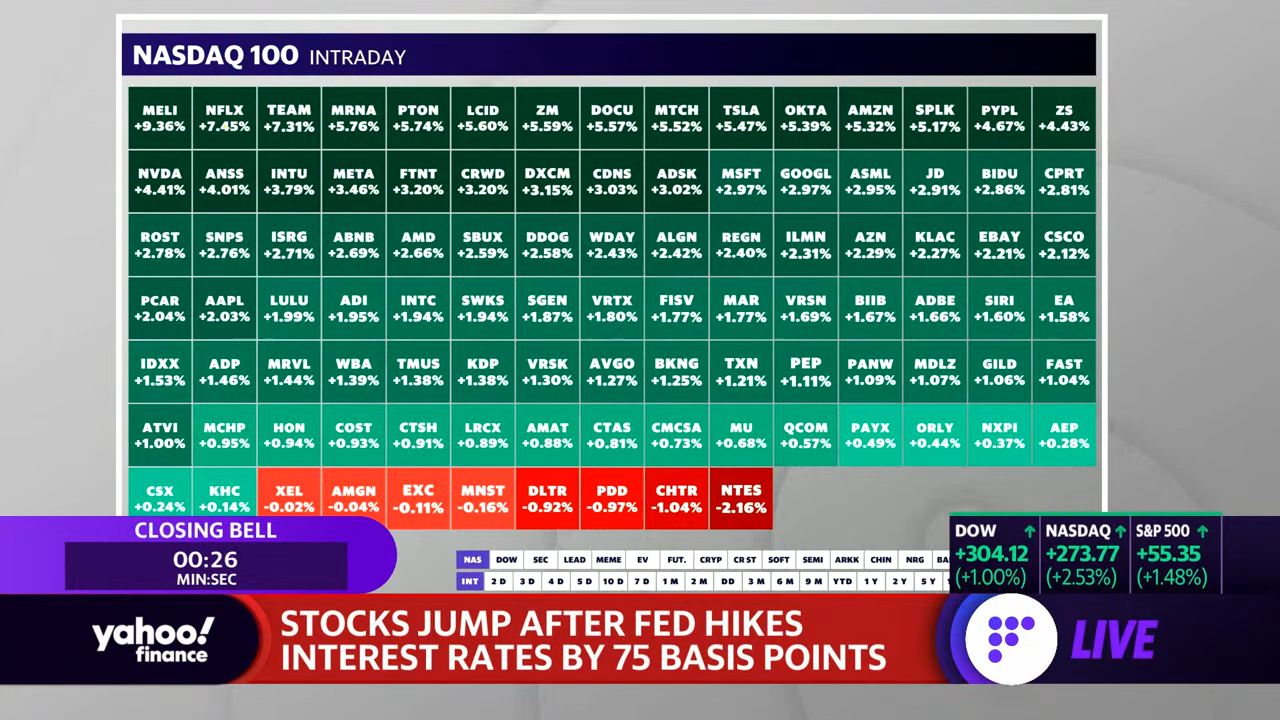 NASDAQ 100 INTRADAY
MELI NFLX TEAM MRNA PTON LCID ZM DOCU MTCH TSLA OKTA AMZN SPLK PYPL ZS
+9.36% +7.45% +7.31% +5.76% +5.74% +5.60% +5.59% +5.57% +5.52% +5.47% +5.39% +5.32% +5.17% +4.67% +4.43%
NVDA ANSS INTU META FTNT CRWD DXCM CDNS ADSK MSFT GOOGL ASML JD BIDU CPRT
+4.41% +4.01% +3.79% +3.46% +3.20% +3.20% +3.15% +3.03% +3.02% +2.97% +2.97% +2.95% +2.91% +2.86% +2.81%
ROST SNPS ISRG ABNB AMD SBUX DDOG WDAY ALGN REGN ILMN AZN KLAC EBAY CSCO
+2.78% +2.76% +2.71% +2.69% +2.66% +2.59% +2.58% +2.43% +2.42% +2.40% +2.31% +2.29% +2.27% +2.21% +2.12%
PCAR AAPL LULU ADI INTC SWKS SGEN VRTX FISV MAR VRSN BIIB ADBE SIRI EA
+2.04% +2.03% +1.99% +1.95% +1.94% +1.94% +1.87% +1.80% +1.77% +1.77% +1.69% +1.67% +1.66% +1.60% +1.58%
IDXX ADP MRVL WBA TMUS KDP VRSK AVGO BKNG TXN PEP PANW MDLZ GILD FAST
+1.53% +1.46% +1.44% +1.39% +1.38% +1.38% +1.30% +1.27% +1.25% +1.21% +1.11% +1.09% +1.07% +1.06% +1.04%
ATVI MCHP HON COST CTSH LRCX AMAT CTAS CMCSA MU QCOM PAYX ORLY NXPI AEP
+1.00% +0.95% +0.94% +0.93% +0.91% +0.89% +0.88% +0.81% +0.73% +0.68% +0.57% +0.49% +0.44% +0.37% +0.28%
CSX KHC XEL AMGN EXC MNST DLTR PDD CHTR NTES
+0.24% +0.14% -0.02% -0.04% -0.11% -0.16% -0.92% -0.97% -1.04% -2.16%
CLOSING BELL
00:26
MIN:SEC
NAS DOW SEC LEAD MEME EV FUT. CRYP CRST SOFT SEMI ARKK CHIN NRG
INT 2 D 3 D 4 D 5 D 10 D 7 D 1 M 2 M DD 3 M 6 M 9 M YTD 1 Y 2 Y 5 Y
DOW NASDAQ S&P 500
+304.12 +273.77 +55.35
(+1.00%) (+2.53%) (+1.48%)
yahoo!
finance
STOCKS JUMP AFTER FED HIKES
INTEREST RATES BY 75 BASIS POINTS
LIVE